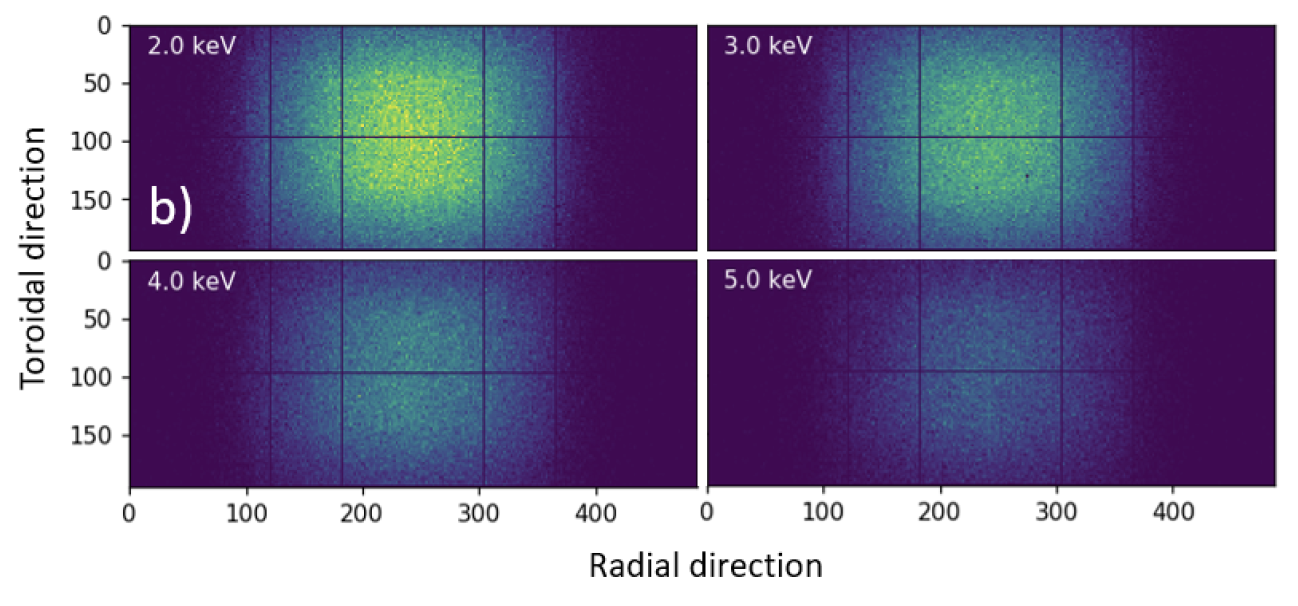 2.0 keV
3.0 keV
0
50
100
150
b)
4.0 keV
5.0 keV
0
50
100
150
0 100 200 300 400
0 100 200 300 400
Toroidal direction
Radial direction